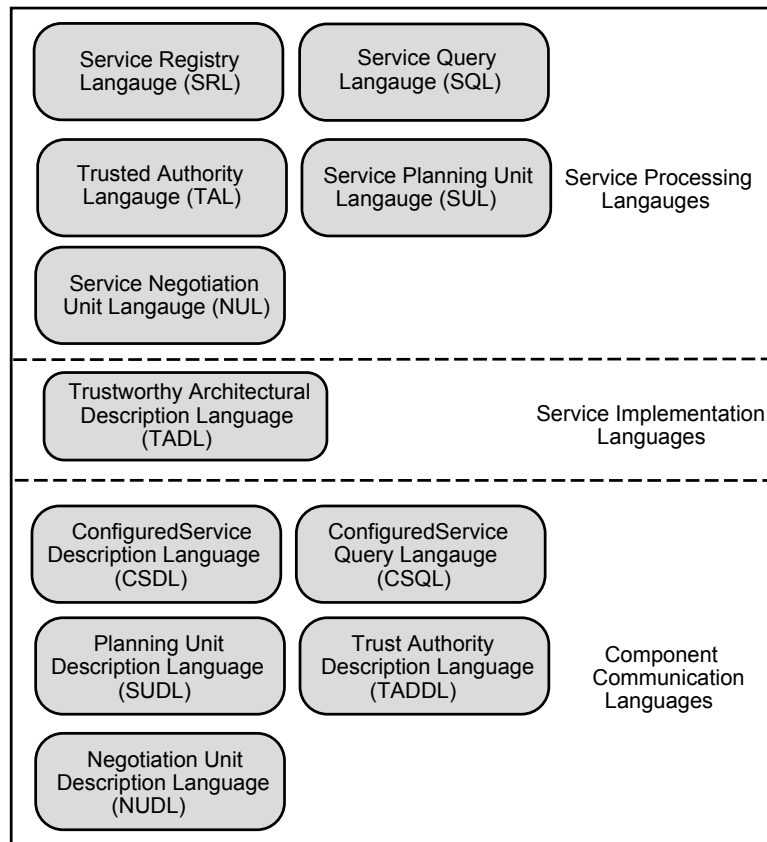 Service Registry
Langauge (SRL)
Service Query
Langauge (SQL)
Trusted Authority
Langauge (TAL)
Service Planning Unit
Langauge (SUL)
Service Processing
Langauges
Service Negotiation
Unit Langauge (NUL)
Trustworthy Architectural
Description Language
(TADL)
Service Implementation
Languages
ConfiguredService
Description Language
(CSDL)
ConfiguredService
Query Langauge
(CSQL)
Planning Unit
Description Language
(SUDL)
Trust Authority
Description Language
(TADDL)
Component
Communication
Languages
Negotiation Unit
Description Language
(NUDL)